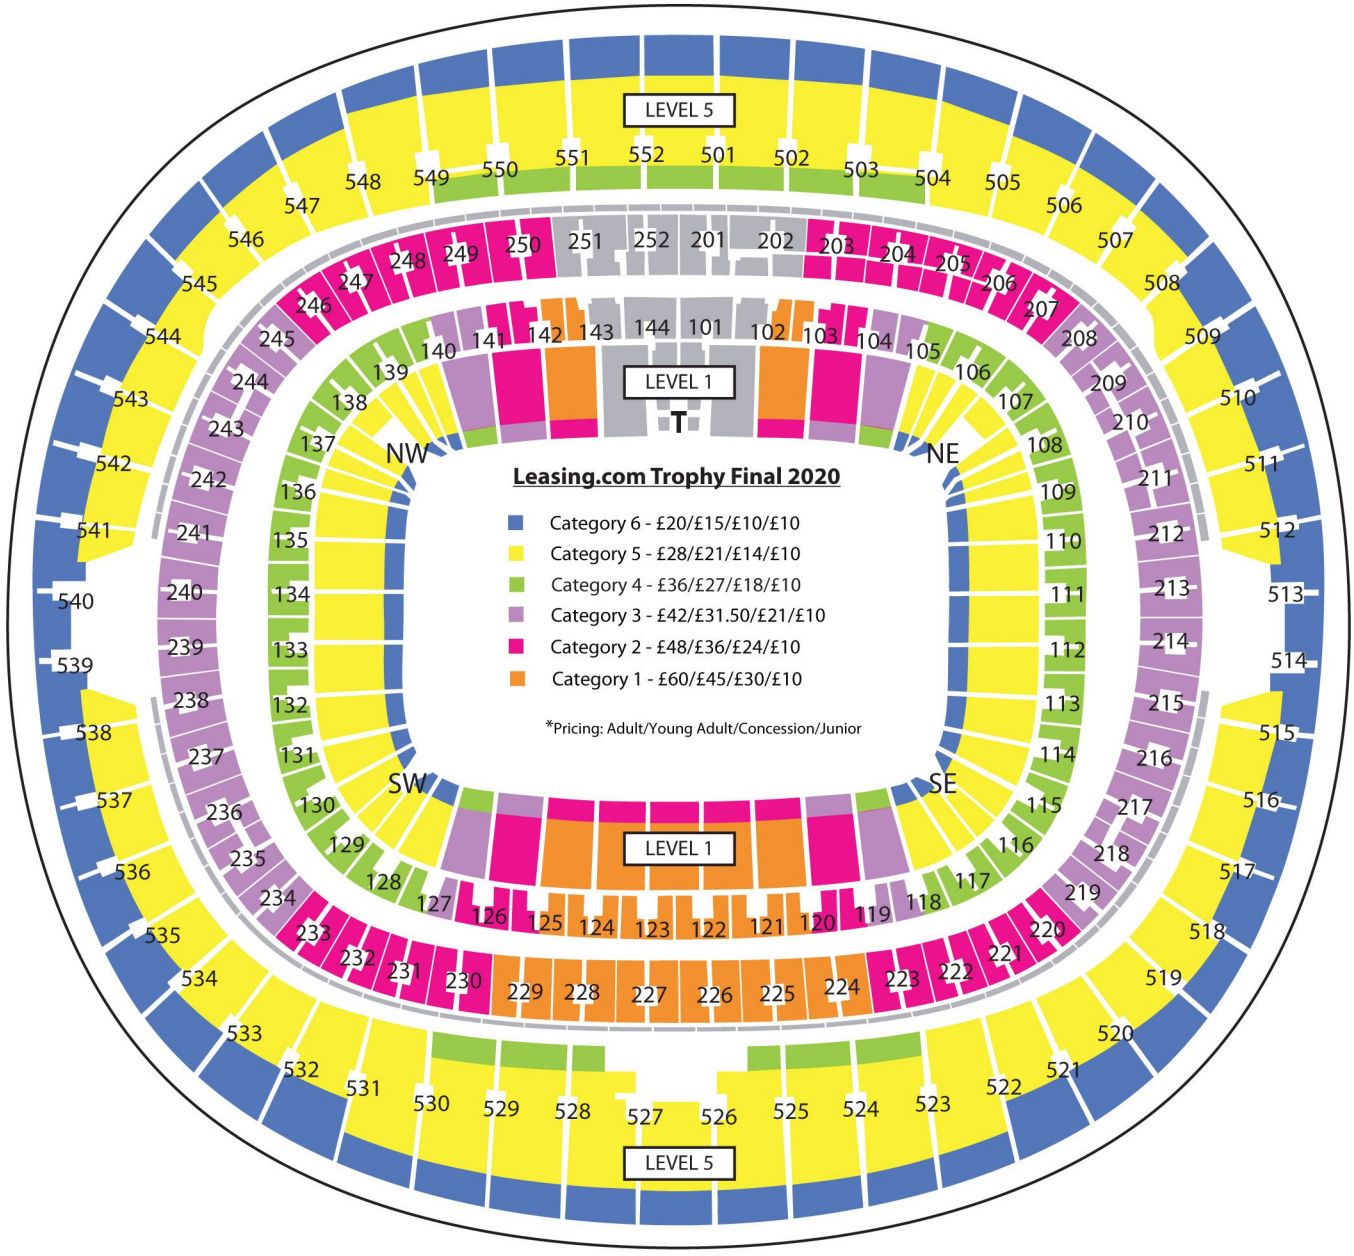 LEVEL 5
548 549 550 551 552 501 502 503 504 505
547 506
546 507
545 508
544 509
543 510
542 511
541 512
540 513
539 514
538 515
537 516
536 517
535 518
534 519
533 520
532 521
531 530 529 528 527 526 525 524 523 522
LEVEL 5
250 251 252 201 202 203
249 204
248 205
247 206
246 207
245 208
244 209
243 210
242 211
241 212
240 213
239 214
238 215
237 216
236 217
235 218
234 219
233 220
232 221
231 222
230 229 228 227 226 225 224 223
140 141 142 143 144 101 102 103 104 105
139 106
138 107
137 108
136 109
135 110
134 111
133 112
132 113
131 114
130 115
129 116
128 117
127 126 125 124 123 122 121 120 119 118
LEVEL 1
T
NW NE
Leasing.com Trophy Final 2020
Category 6 - £20/£15/£10/£10
Category 5 - £28/£21/£14/£10
Category 4 - £36/£27/£18/£10
Category 3 - £42/£31.50/£21/£10
Category 2 - £48/£36/£24/£10
Category 1 - £60/£45/£30/£10
*Pricing: Adult/Young Adult/Concession/Junior
SW SE
LEVEL 1